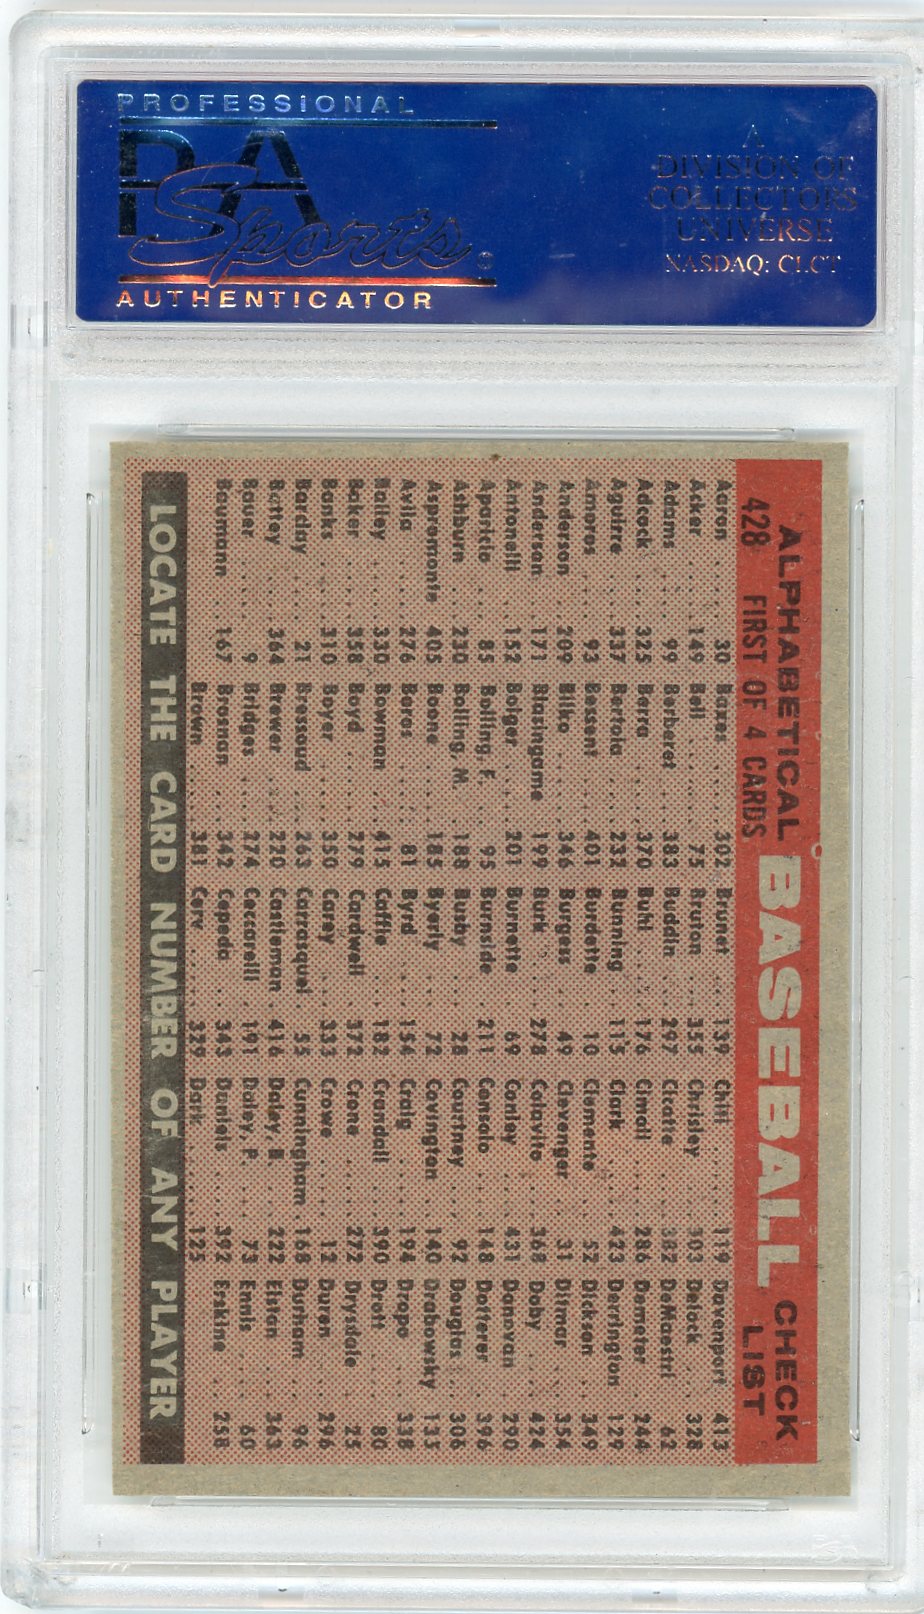 PROFESSIONAL
PSA
Sports
AUTHENTICATOR
A
DIVISION OF
COLLECTORS
UNIVERSE
NASDAQ: CLCT
ALPHABETICAL BASEBALL CHECK LIST
428 FIRST OF 4 CARDS
Aaron .... 30
Acker .... 149
Adams .... 99
Adcock .... 325
Aguirre .... 337
Amoros .... 93
Anderson .... 209
Anderson .... 171
Antonelli .... 152
Aparicio .... 85
Ashburn .... 230
Aspromonte .... 405
Avila .... 276
Bailey .... 330
Baker .... 358
Banks .... 310
Barclay .... 21
Battey .... 364
Bauer .... 9
Baumann .... 167
Baxes .... 302
Bell .... 75
Berberet .... 383
Berra .... 370
Bertoia .... 232
Bessent .... 401
Bilko .... 346
Blasingame .... 199
Bolger .... 201
Bolling, F. .... 95
Bolling, M. .... 188
Boone .... 185
Boros .... 81
Bowman .... 415
Boyd .... 279
Boyer .... 350
Bressoud .... 263
Brewer .... 220
Bridges .... 274
Brosnan .... 342
Brown .... 381
Brunet .... 139
Bruton .... 355
Buddin .... 297
Buhl .... 176
Bunning .... 115
Burdette .... 10
Burgess .... 49
Burk .... 278
Burnette .... 69
Burnside .... 211
Busby .... 28
Byerly .... 72
Byrd .... 154
Caffie .... 182
Cardwell .... 372
Carey .... 333
Carrasquel .... 55
Castleman .... 416
Ceccarelli .... 191
Cepeda .... 343
Cerv .... 329
Chiti .... 119
Chrisley .... 303
Cicotte .... 382
Cimoli .... 286
Clark .... 423
Clemente .... 52
Clevenger .... 31
Colavito .... 368
Conley .... 431
Consolo .... 148
Courtney .... 92
Covington .... 140
Craig .... 194
Crandall .... 390
Crone .... 272
Crowe .... 12
Cunningham .... 168
Daley, B. .... 222
Daley, P. .... 73
Daniels .... 392
Dark .... 125
Davenport .... 413
Delock .... 328
DeMaestri .... 62
Demeter .... 244
Derrington .... 129
Dickson .... 349
Ditmar .... 354
Doby .... 424
Donovan .... 290
Dotterer .... 396
Douglas .... 306
Drabowsky .... 135
Dropo .... 338
Drott .... 80
Drysdale .... 25
Duren .... 296
Durham .... 96
Elston .... 363
Ennis .... 60
Erskine .... 258
LOCATE THE CARD NUMBER OF ANY PLAYER